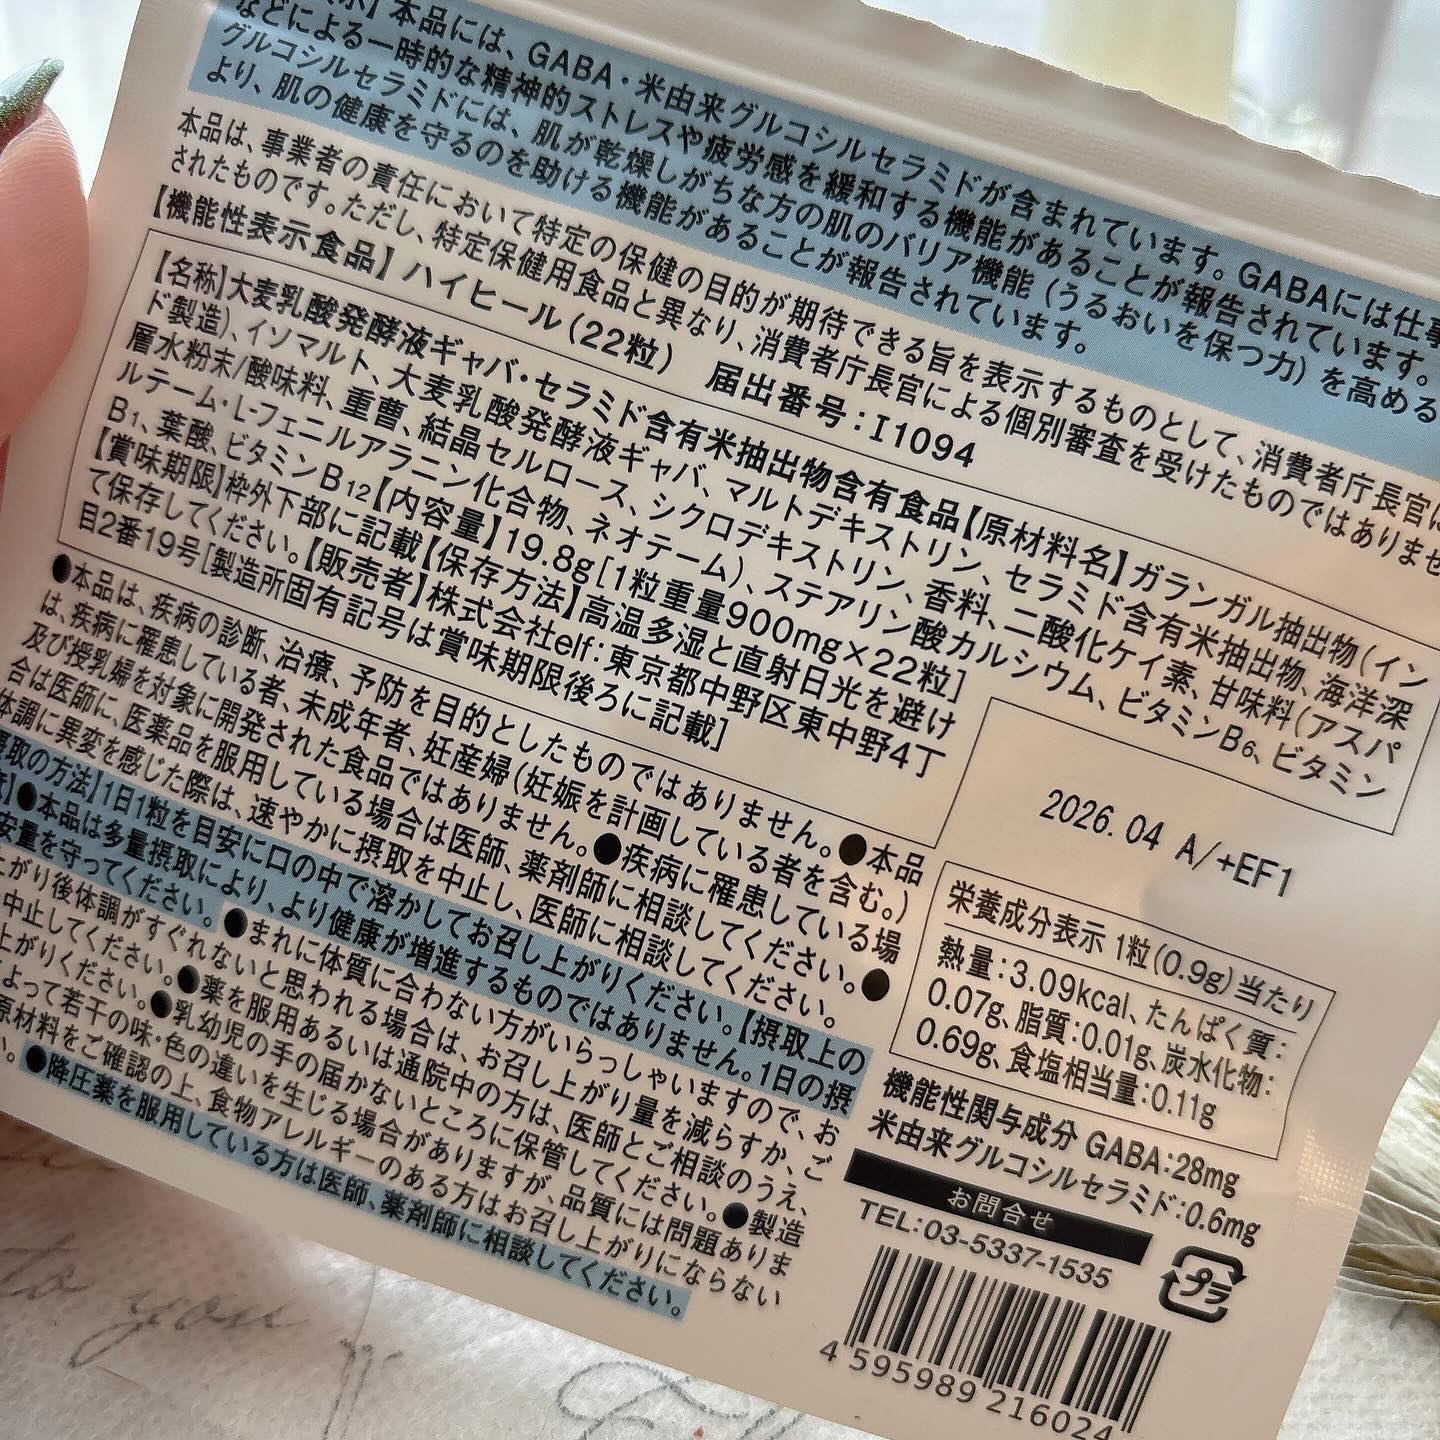 示】本品には、GABA・米由来グルコシルセラミドが含まれています。GABAには仕事
などによる一時的な精神的ストレスや疲労感を緩和する機能があることが報告されています。
グルコシルセラミドには、肌が乾燥しがちな方の肌のバリア機能(うるおいを保つ力)を高める
より、肌の健康を守るのを助ける機能があることが報告されています。
本品は、事業者の責任において特定の保健の目的が期待できる旨を表示するものとして、消費者庁長官に
されたものです。ただし、特定保健用食品と異なり、消費者庁長官による個別審査を受けたものではありませ
【機能性表示食品】ハイヒール(22粒) 届出番号:I1094
【名称】大麦乳酸発酵液ギャバ・セラミド含有米抽出物含有食品【原材料名】ガランガル抽出物(イン
ド製造)、イソマルト、大麦乳酸発酵液ギャバ、マルトデキストリン、セラミド含有米抽出物、海洋深
層水粉末/酸味料、重曹、結晶セルロース、シクロデキストリン、香料、二酸化ケイ素、甘味料(アスパ
ルテーム・L-フェニルアラニン化合物、ネオテーム)、ステアリン酸カルシウム、ビタミンB6、ビタミン
B1、葉酸、ビタミンB12【内容量】19.8g[1粒重量900mg×22粒]
【賞味期限】枠外下部に記載【保存方法】高温多湿と直射日光を避け
て保存してください。【販売者】株式会社elf:東京都中野区東中野4丁
目2番19号[製造所固有記号は賞味期限後ろに記載]
2026.04 A/+EF1
●本品は、疾病の診断、治療、予防を目的としたものではありません。●本品
は、疾病に罹患している者、未成年者、妊産婦(妊娠を計画している者を含む。)
及び授乳婦を対象に開発された食品ではありません。●疾病に罹患している場
合は医師に、医薬品を服用している場合は医師、薬剤師に相談してください。●
体調に異変を感じた際は、速やかに摂取を中止し、医師に相談してください。
摂取の方法】1日1粒を目安に口の中で溶かしてお召し上がりください。【摂取上の
】●本品は多量摂取により、より健康が増進するものではありません。1日の摂
安量を守ってください。●まれに体質に合わない方がいらっしゃいますので、お
上がり後体調がすぐれないと思われる場合は、お召し上がり量を減らすか、ご
中止してください。●薬を服用あるいは通院中の方は、医師とご相談のうえ、
上がりください。●乳幼児の手の届かないところに保管してください。●製造
よって若干の味・色の違いを生じる場合がありますが、品質には問題ありま
原材料をご確認の上、食物アレルギーのある方はお召し上がりにならない
い。●降圧薬を服用している方は医師、薬剤師に相談してください。
栄養成分表示 1粒(0.9g)当たり
熱量:3.09kcal、たんぱく質:
0.07g、脂質:0.01g、炭水化物:
0.69g、食塩相当量:0.11g
機能性関与成分 GABA:28mg
米由来グルコシルセラミド:0.6mg
お問合せ
TEL:03-5337-1535
プラ
4 595989 216024